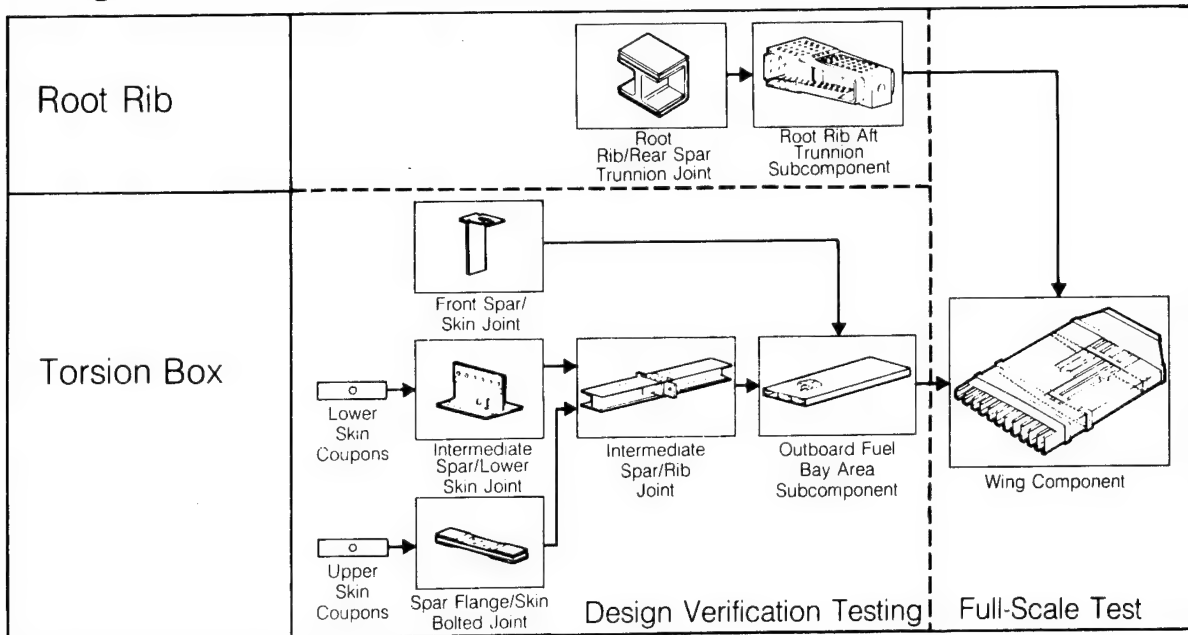 Root Rib
Root
Rib/Rear Spar
Trunnion Joint
Root Rib Aft
Trunnion
Subcomponent
Torsion Box
Front Spar/
Skin Joint
Lower
Skin
Coupons
Intermediate
Spar/Lower
Skin Joint
Intermediate
Spar/Rib
Joint
Outboard Fuel
Bay Area
Subcomponent
Wing Component
Upper
Skin
Coupons
Spar Flange/Skin
Bolted Joint
Design Verification Testing
Full-Scale Test